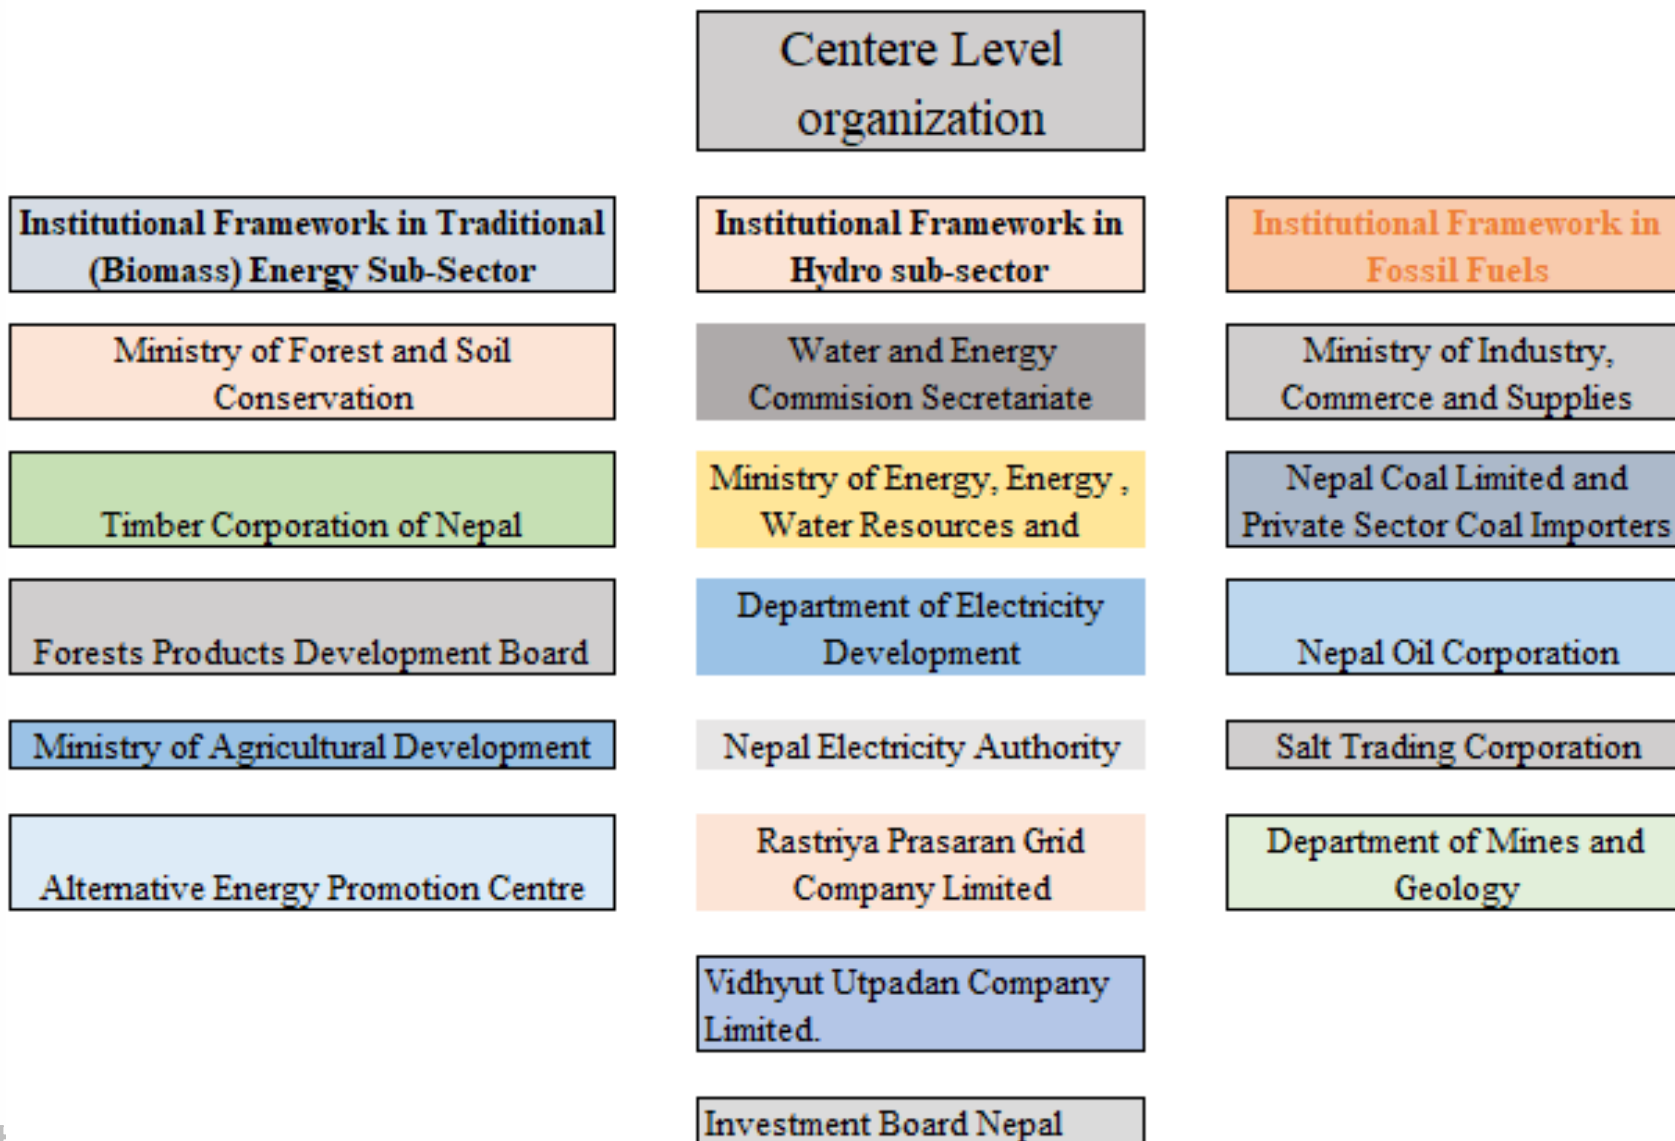 Centere Level
organization
Institutional Framework in Traditional
(Biomass) Energy Sub-Sector
Ministry of Forest and Soil
Conservation
Timber Corporation of Nepal
Forests Products Development Board
Ministry of Agricultural Development
Alternative Energy Promotion Centre
Institutional Framework in
Hydro sub-sector
Water and Energy
Commision Secretariate
Ministry of Energy, Energy ,
Water Resources and
Department of Electricity
Development
Nepal Electricity Authority
Rastriya Prasaran Grid
Company Limited
Vidhyut Utpadan Company
Limited.
Investment Board Nepal
Institutional Framework in
Fossil Fuels
Ministry of Industry,
Commerce and Supplies
Nepal Coal Limited and
Private Sector Coal Importers
Nepal Oil Corporation
Salt Trading Corporation
Department of Mines and
Geology